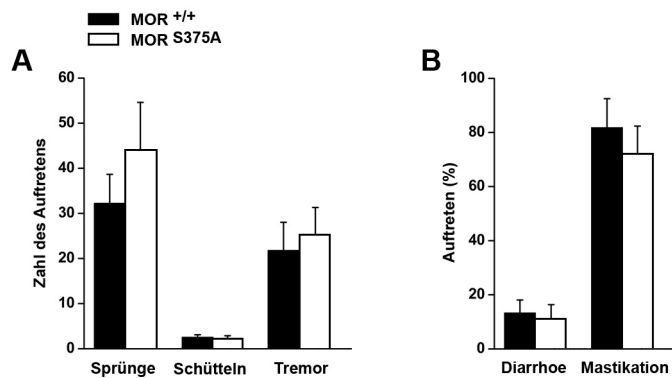 MOR +/+
MOR S375A
A
Zahl des Auftretens
60
50
40
30
20
10
0
Sprünge Schütteln Tremor
B
Auftreten (%)
100
80
60
40
20
0
Diarrhoe Mastikation